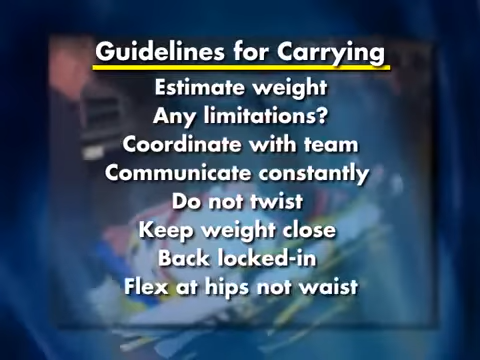 Guidelines for Carrying
Estimate weight
Any limitations?
Coordinate with team
Communicate constantly
Do not twist
Keep weight close
Back locked-in
Flex at hips not waist